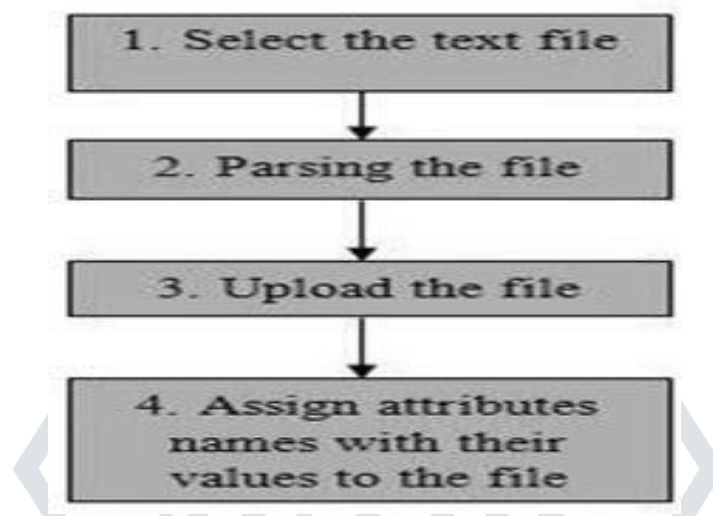 1. Select the text file
2. Parsing the file
3. Upload the file
4. Assign attributes
names with their
values to the file